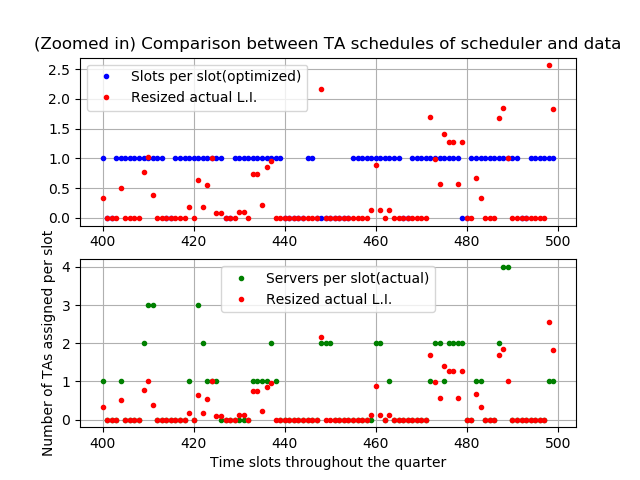 (Zoomed in) Comparison between TA schedules of scheduler and data
Slots per slot(optimized)
Resized actual L.I.
2.5
2.0
1.5
1.0
0.5
0.0
400 420 440 460 480 500
Number of TAs assigned per slot
Servers per slot(actual)
Resized actual L.I.
4
3
2
1
0
400 420 440 460 480 500
Time slots throughout the quarter